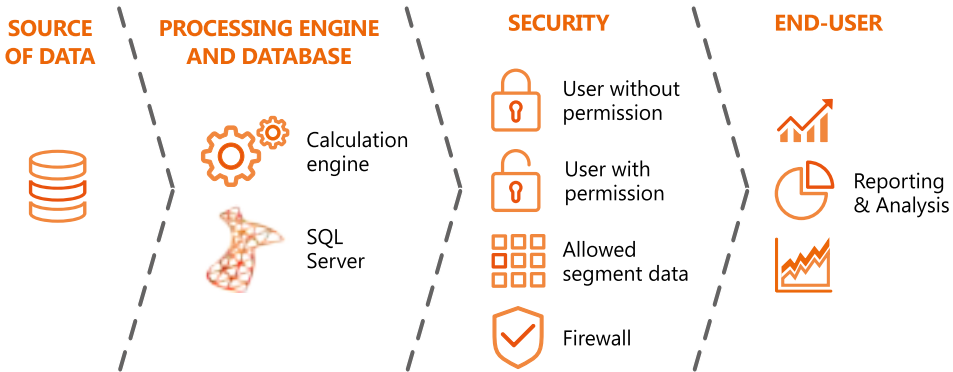 SOURCE
OF DATA
PROCESSING ENGINE
AND DATABASE
Calculation
engine
SQL
Server
SECURITY
User without
permission
User with
permission
Allowed
segment data
Firewall
END-USER
Reporting
& Analysis